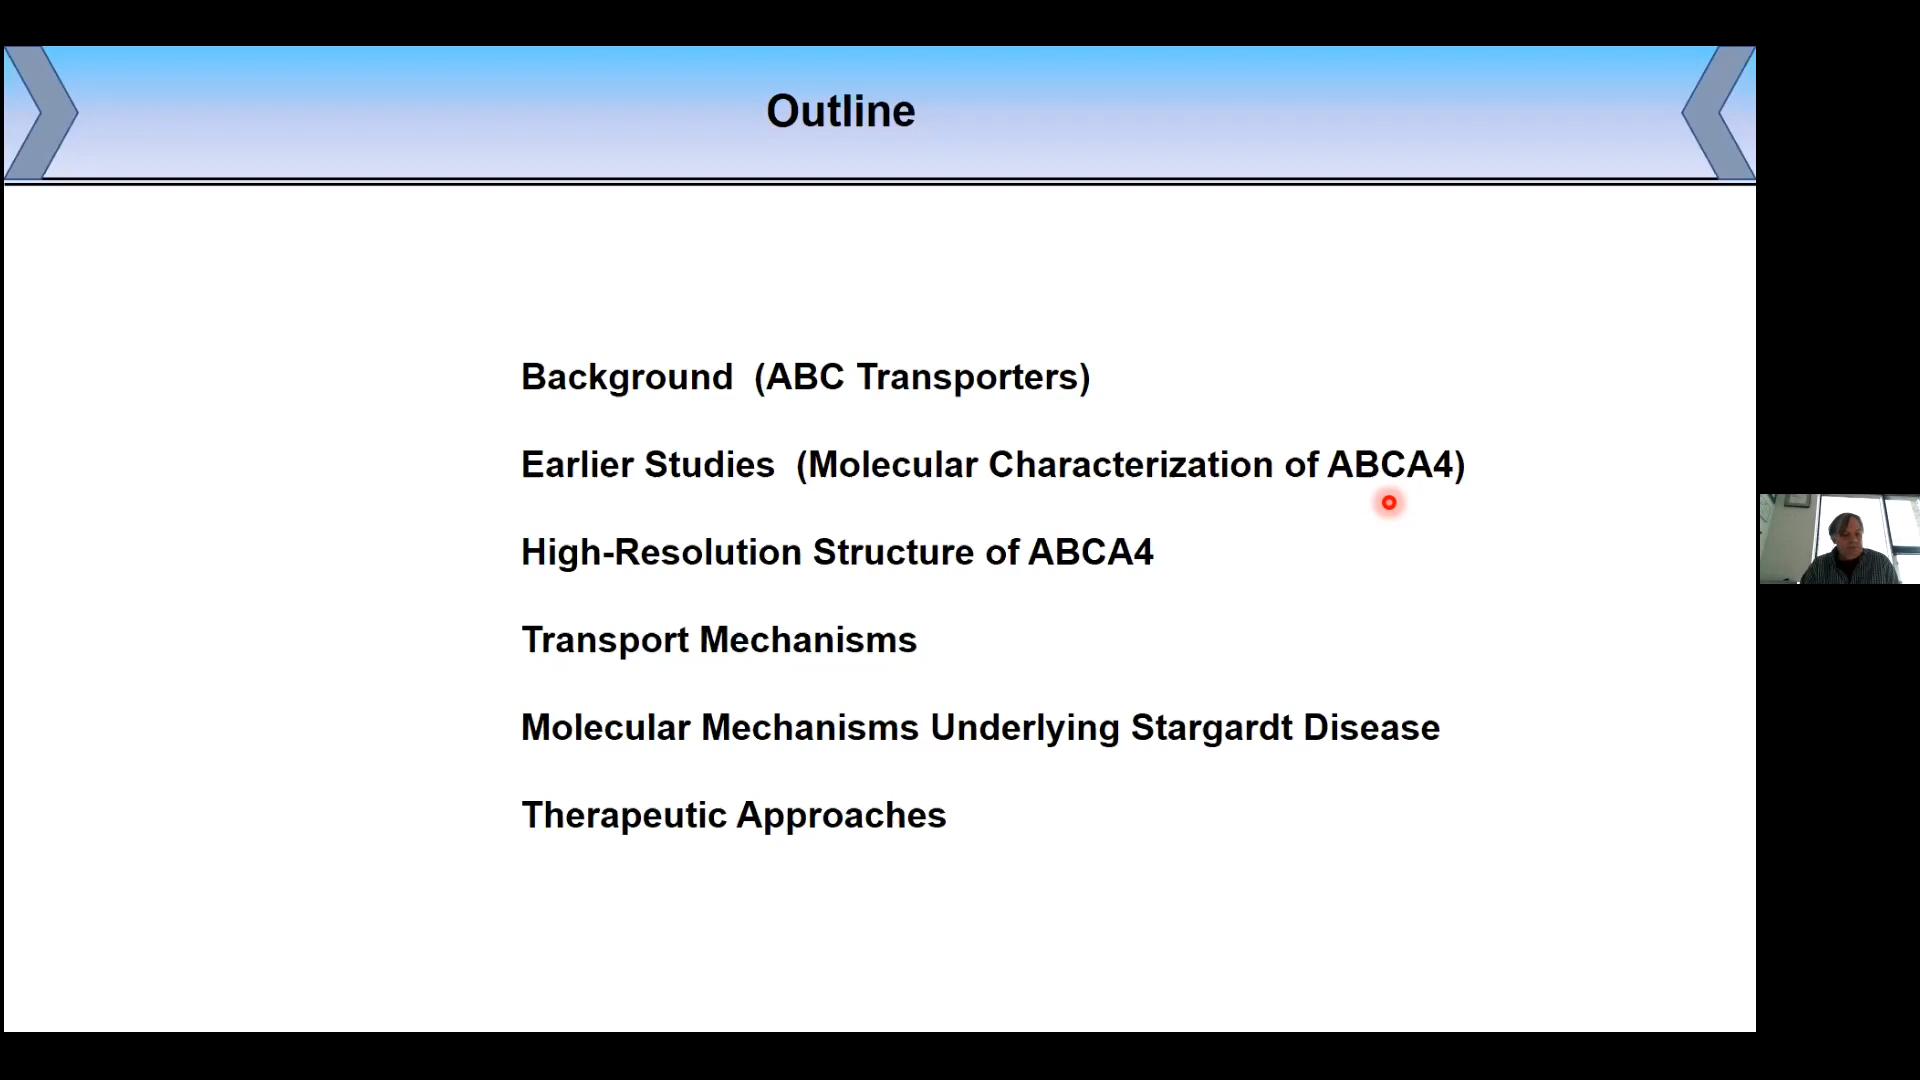 Outline
Background (ABC Transporters)
Earlier Studies (Molecular Characterization of ABCA4)
High-Resolution Structure of ABCA4
Transport Mechanisms
Molecular Mechanisms Underlying Stargardt Disease
Therapeutic Approaches